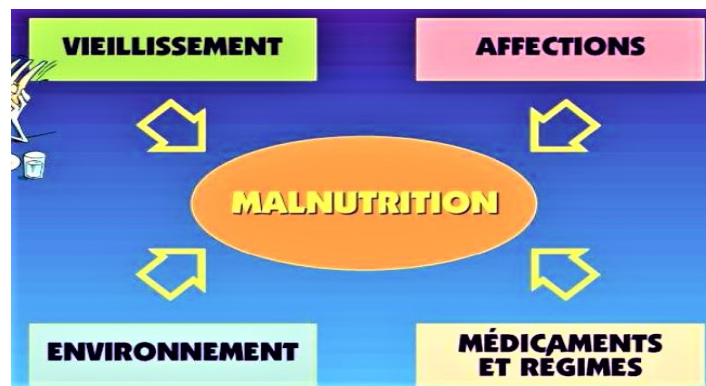 VIEILLISSEMENT
AFFECTIONS
MALNUTRITION
ENVIRONNEMENT
MÉDICAMENTS
ET RÉGIMES